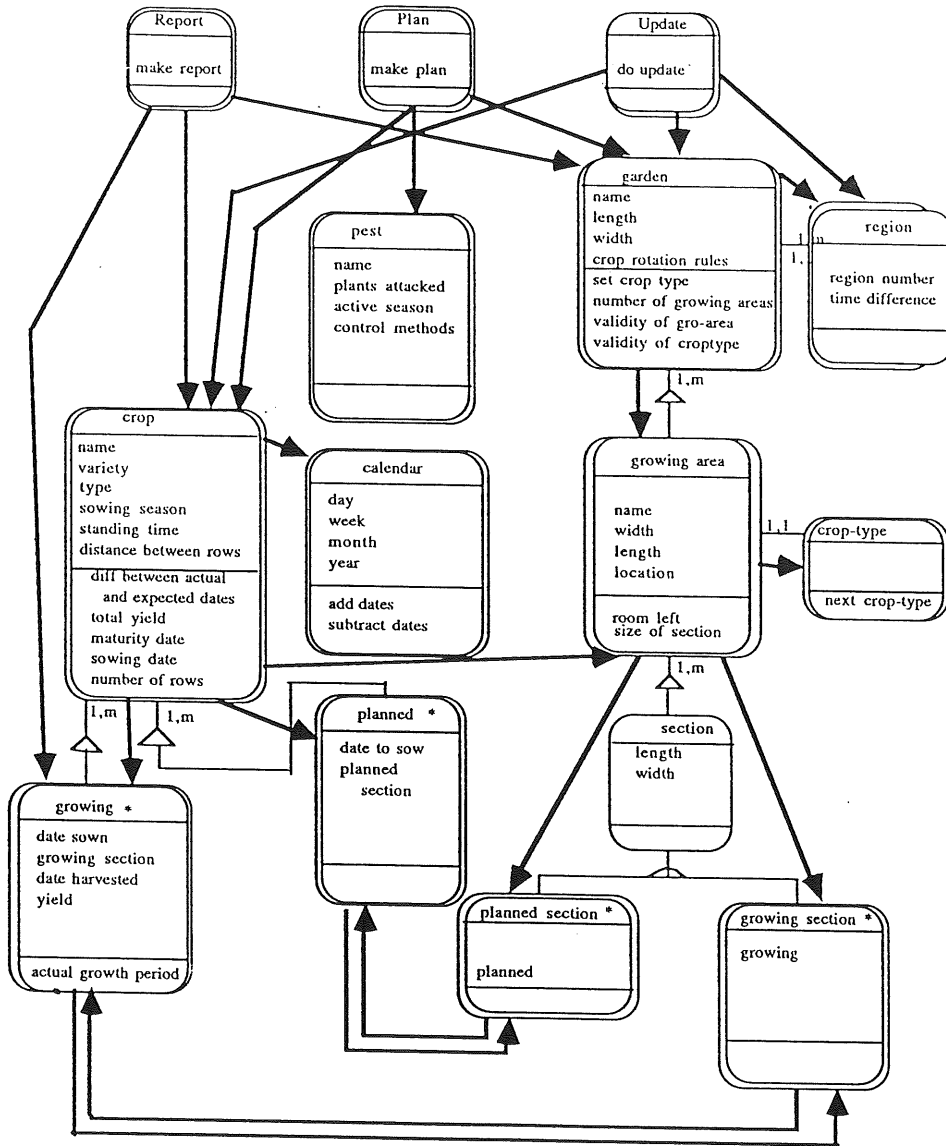 Report
make report
Plan
make plan
Update
do update
garden
name
length
width
crop rotation rules
set crop type
number of growing areas
validity of gro-area
validity of croptype
region
region number
time difference
pest
name
plants attacked
active season
control methods
1,m
crop
name
variety
type
sowing season
standing time
distance between rows
diff between actual
and expected dates
total yield
maturity date
sowing date
number of rows
calendar
day
week
month
year
add dates
subtract dates
growing area
name
width
length
location
room left
size of section
1,1
crop-type
next crop-type
1,m
1,m
1,m
planned *
date to sow
planned
section
section
length
width
growing *
date sown
growing section
date harvested
yield
actual growth period
planned section *
planned
growing section *
growing